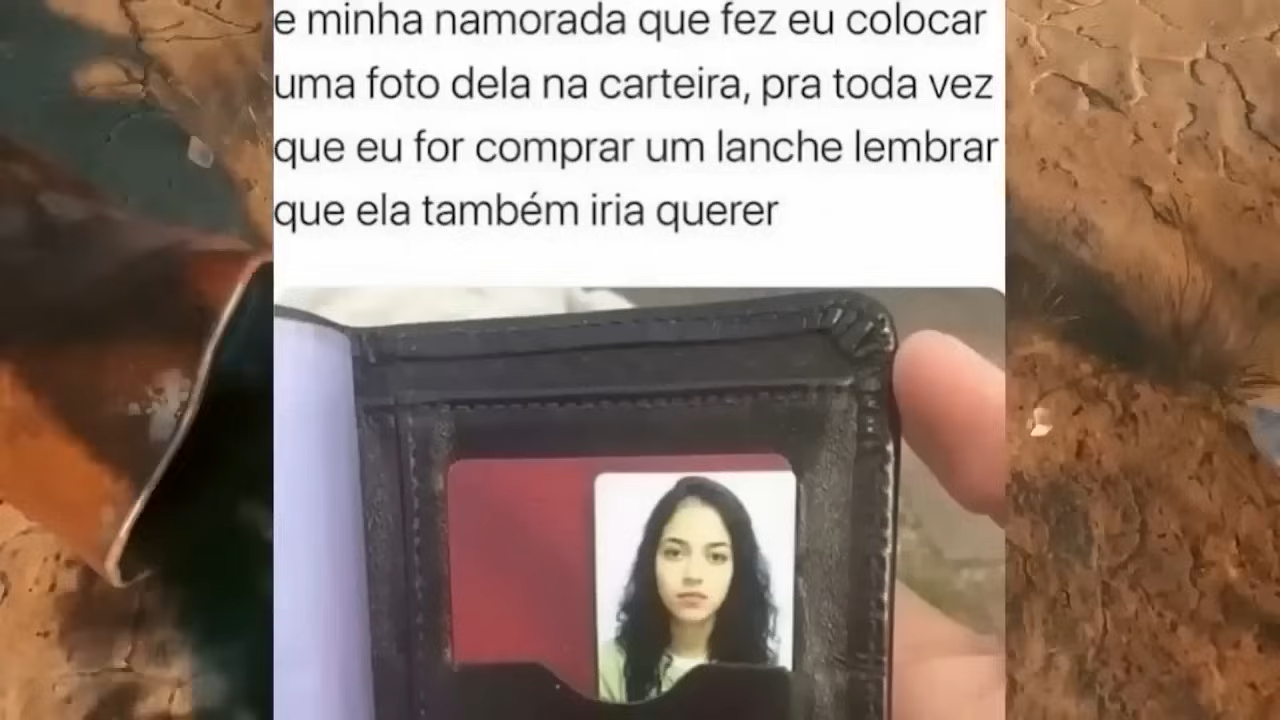 e minha namorada que fez eu colocar
uma foto dela na carteira, pra toda vez
que eu for comprar um lanche lembrar
que ela também iria querer